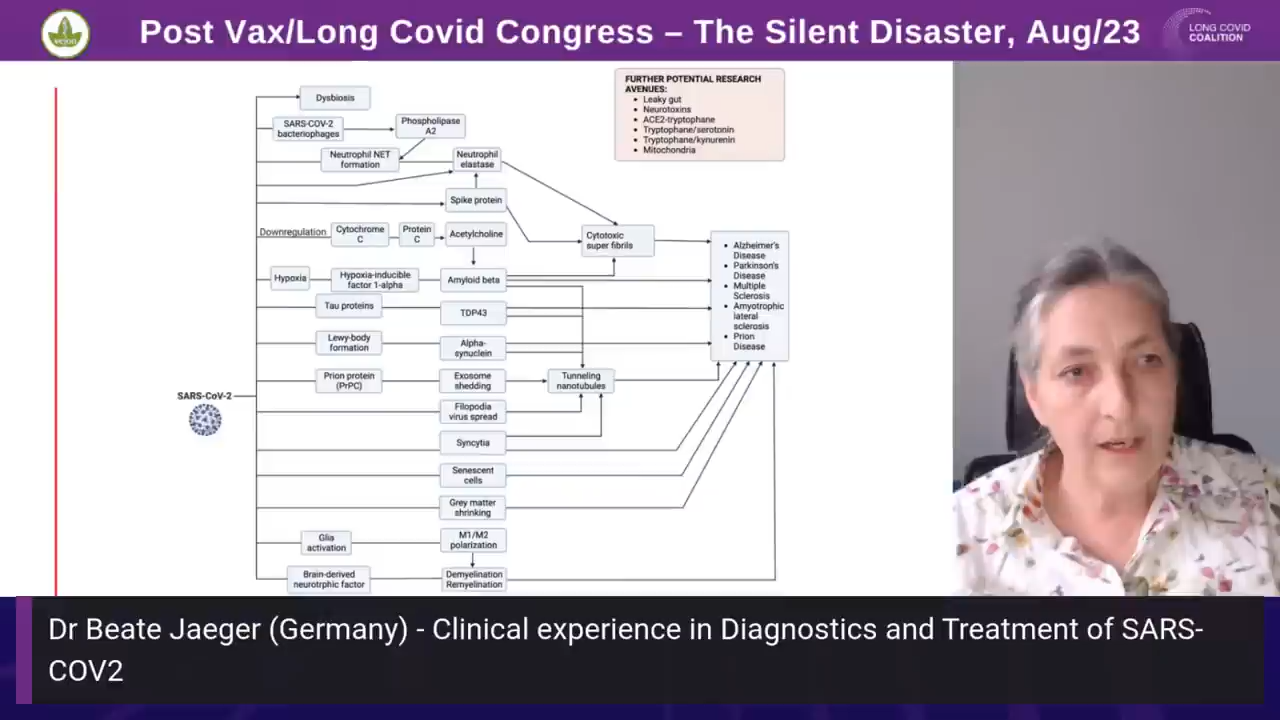 vejon
Post Vax/Long Covid Congress – The Silent Disaster, Aug/23
LONG COVID
COALITION
FURTHER POTENTIAL RESEARCH
AVENUES:
Leaky gut
Neurotoxins
ACE2-tryptophane
Tryptophane/serotonin
Tryptophane/kynurenin
Mitochondria
Dysbiosis
SARS-COV-2
bacteriophages
Phospholipase
A2
Neutrophil NET
formation
Neutrophil
elastase
Spike protein
Downregulation
Cytochrome
C
Protein
C
Acetylcholine
Cytotoxic
super fibrils
Hypoxia
Hypoxia-inducible
factor 1-alpha
Amyloid beta
Tau proteins
TDP43
Lewy-body
formation
Alpha-
synuclein
Prion protein
(PrPC)
Exosome
shedding
Tunneling
nanotubules
Alzheimer's
Disease
Parkinson's
Disease
Multiple
Sclerosis
Amyotrophic
lateral
sclerosis
Prion
Disease
SARS-CoV-2
Filopodia
virus spread
Syncytia
Senescent
cells
Grey matter
shrinking
Glia
activation
M1/M2
polarization
Brain-derived
neurotrphic factor
Demyelination
Remyelination
Dr Beate Jaeger (Germany) - Clinical experience in Diagnostics and Treatment of SARS-
COV2